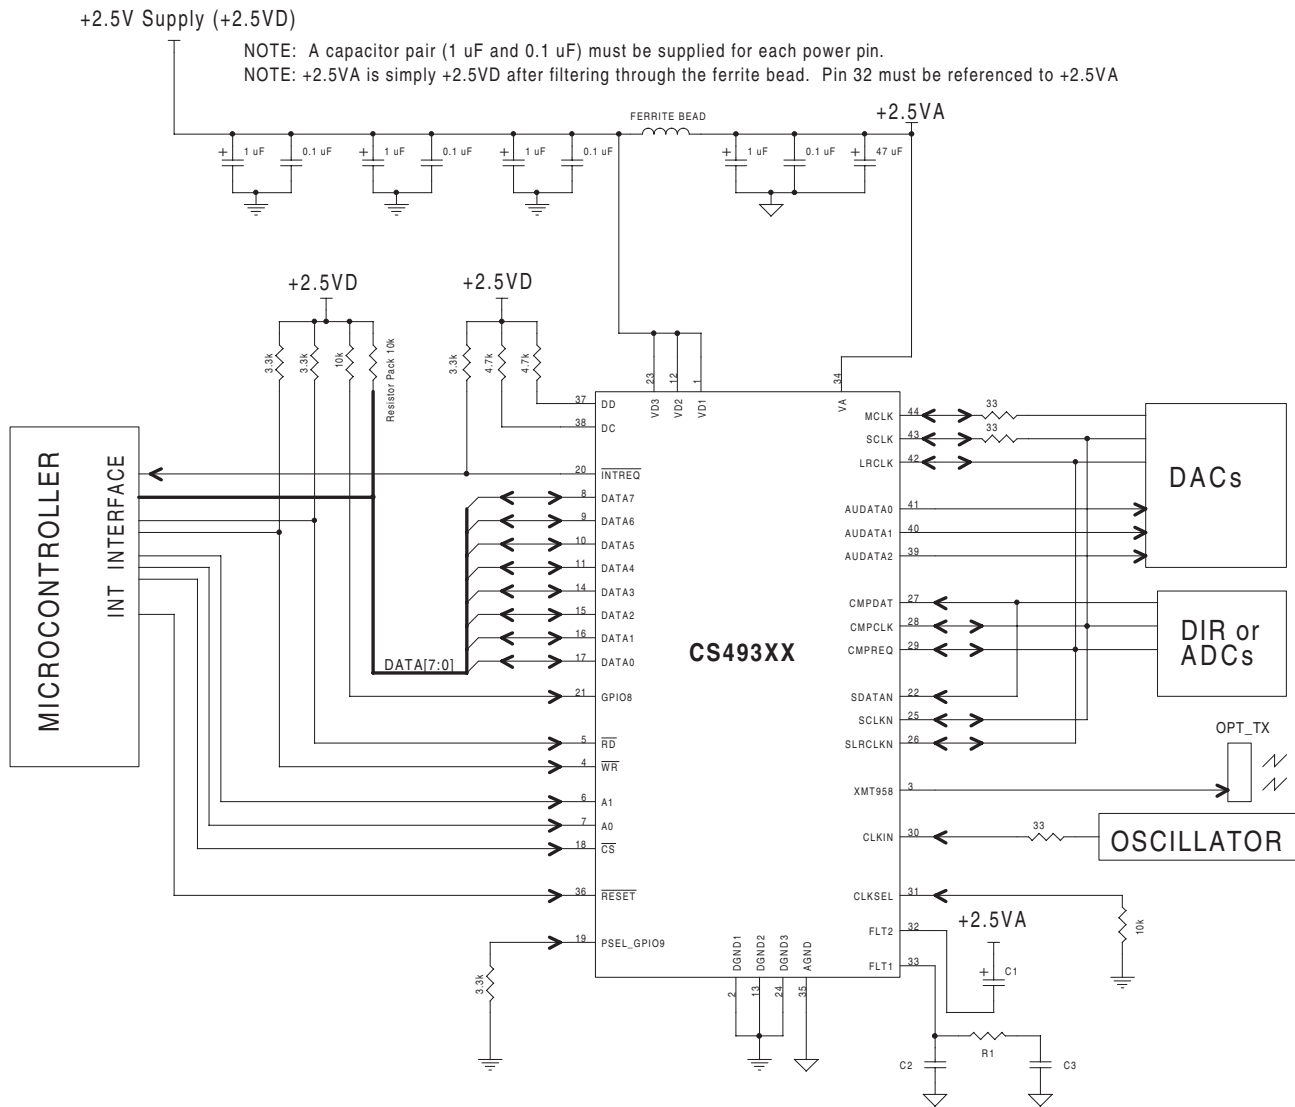 +2.5V Supply (+2.5VD)
NOTE: A capacitor pair (1 uF and 0.1 uF) must be supplied for each power pin.
NOTE: +2.5VA is simply +2.5VD after filtering through the ferrite bead. Pin 32 must be referenced to +2.5VA
FERRITE BEAD
+2.5VA
+ 1 uF
0.1 uF
+ 1 uF
0.1 uF
+ 1 uF
0.1 uF
+ 1 uF
0.1 uF
+ 47 uF
+2.5VD
+2.5VD
3.3k
3.3k
10k
Resistor Pack 10k
3.3k
4.7k
4.7k
23
12
1
34
VD3
VD2
VD1
VA
MICROCONTROLLER
INT INTERFACE
37 DD
38 DC
20 INTREQ
8 DATA7
9 DATA6
10 DATA5
11 DATA4
14 DATA3
15 DATA2
16 DATA1
17 DATA0
DATA[7:0]
21 GPIO8
5 RD
4 WR
6 A1
7 A0
18 CS
36 RESET
19 PSEL_GPIO9
3.3k
CS493XX
MCLK 44
33
SCLK 43
33
LRCLK 42
AUDATA0 41
AUDATA1 40
AUDATA2 39
DACs
CMPDAT 27
CMPCLK 28
CMPREQ 29
DIR or
ADCs
SDATAN 22
SCLKN 25
SLRCLKN 26
OPT_TX
XMT958 3
CLKIN 30
33
OSCILLATOR
CLKSEL 31
10k
FLT2 32
+2.5VA
+ C1
FLT1 33
DGND1
DGND2
DGND3
AGND
2
13
24
35
C2
R1
C3